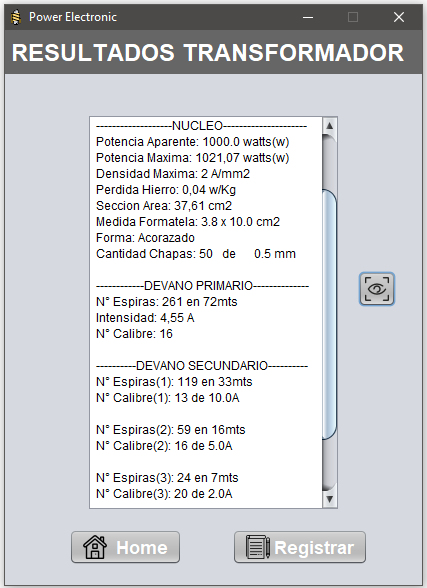 Power Electronic
RESULTADOS TRANSFORMADOR
-------------------NUCLEO---------------------
Potencia Aparente: 1000.0 watts(w)
Potencia Maxima: 1021,07 watts(w)
Densidad Maxima: 2 A/mm2
Perdida Hierro: 0,04 w/Kg
Seccion Area: 37,61 cm2
Medida Formatela: 3.8 x 10.0 cm2
Forma: Acorazado
Cantidad Chapas: 50 de 0.5 mm
------------DEVANO PRIMARIO--------------
N° Espiras: 261 en 72mts
Intensidad: 4,55 A
N° Calibre: 16
----------DEVANO SECUNDARIO----------
N° Espiras(1): 119 en 33mts
N° Calibre(1): 13 de 10.0A
N° Espiras(2): 59 en 16mts
N° Calibre(2): 16 de 5.0A
N° Espiras(3): 24 en 7mts
N° Calibre(3): 20 de 2.0A
Home
Registrar